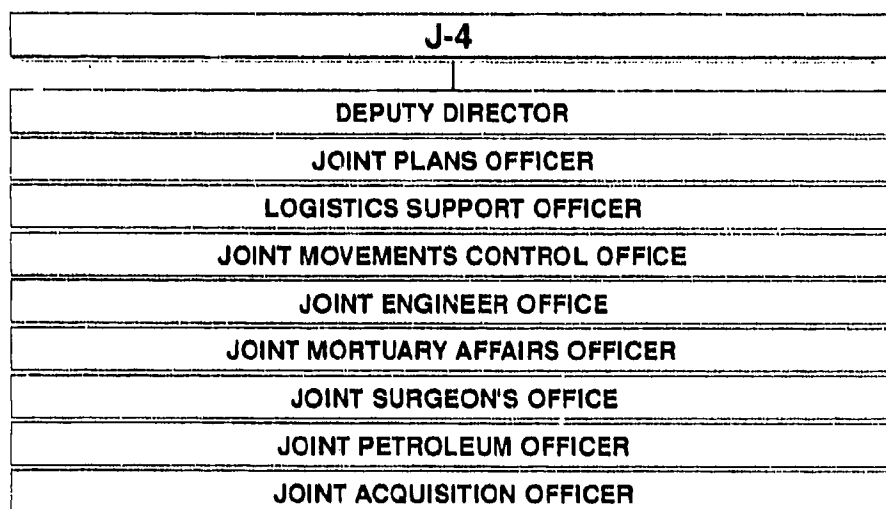 J-4
DEPUTY DIRECTOR
JOINT PLANS OFFICER
LOGISTICS SUPPORT OFFICER
JOINT MOVEMENTS CONTROL OFFICE
JOINT ENGINEER OFFICE
JOINT MORTUARY AFFAIRS OFFICER
JOINT SURGEON'S OFFICE
JOINT PETROLEUM OFFICER
JOINT ACQUISITION OFFICER